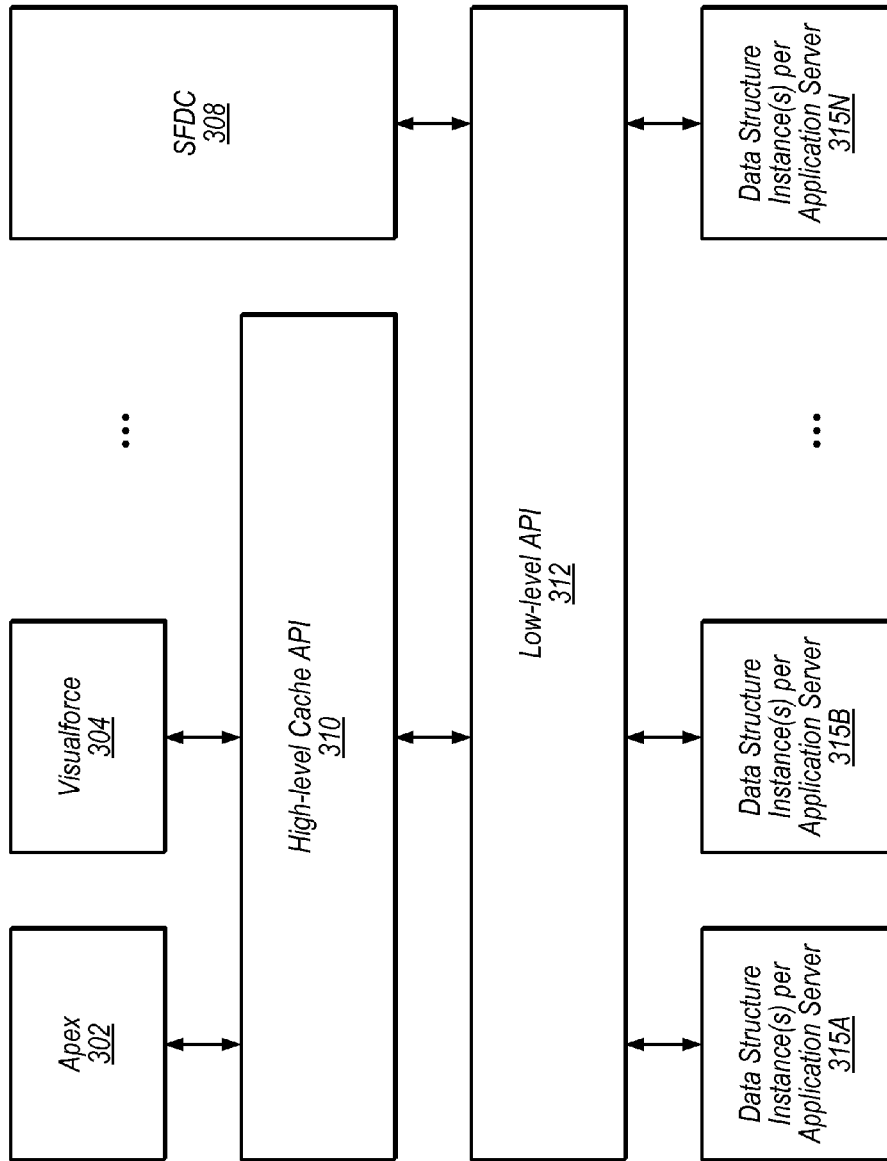 Apex
302
Visualforce
304
...
SFDC
308
High-level Cache API
310
Low-level API
312
Data Structure
Instance(s) per
Application Server
315A
Data Structure
Instance(s) per
Application Server
315B
...
Data Structure
Instance(s) per
Application Server
315N